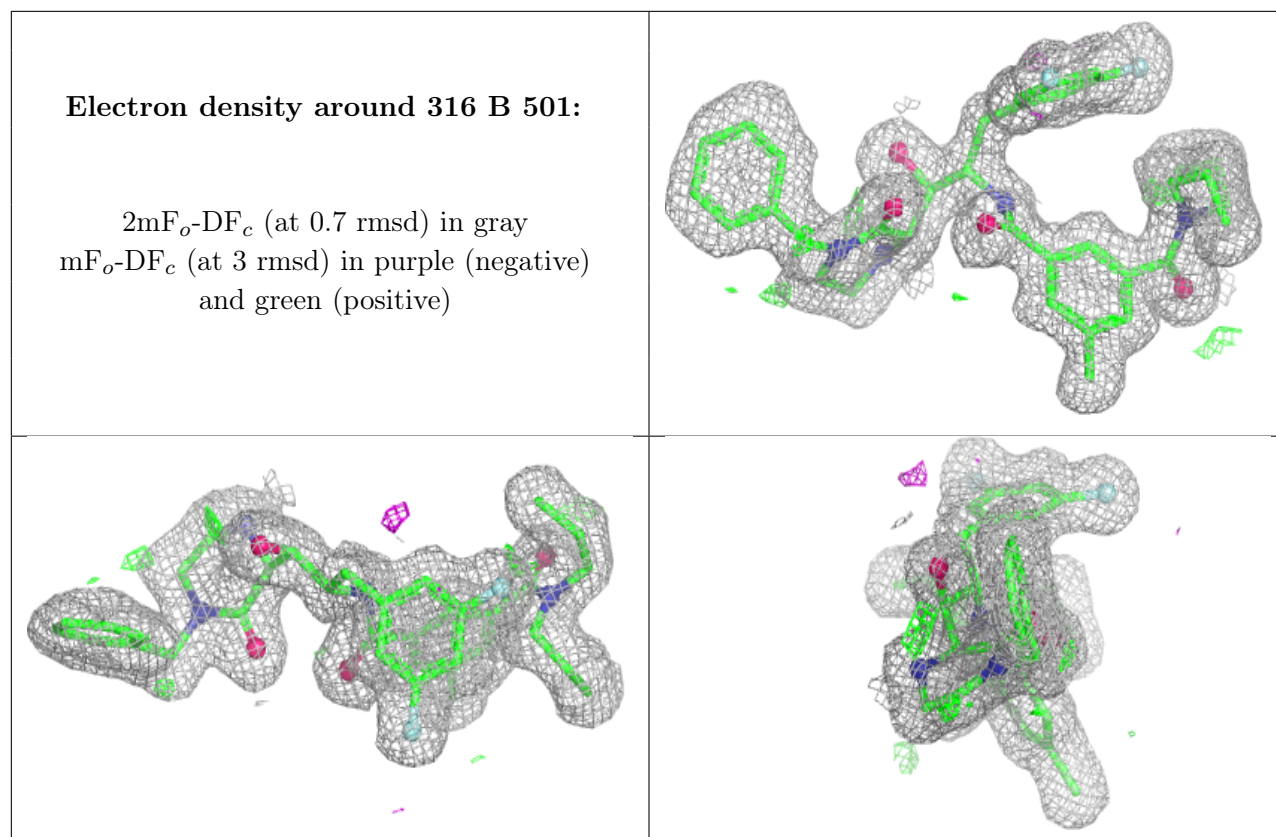 Electron density around 316 B 501:
2mFo-DFc (at 0.7 rmsd) in gray
mFo-DFc (at 3 rmsd) in purple (negative)
and green (positive)